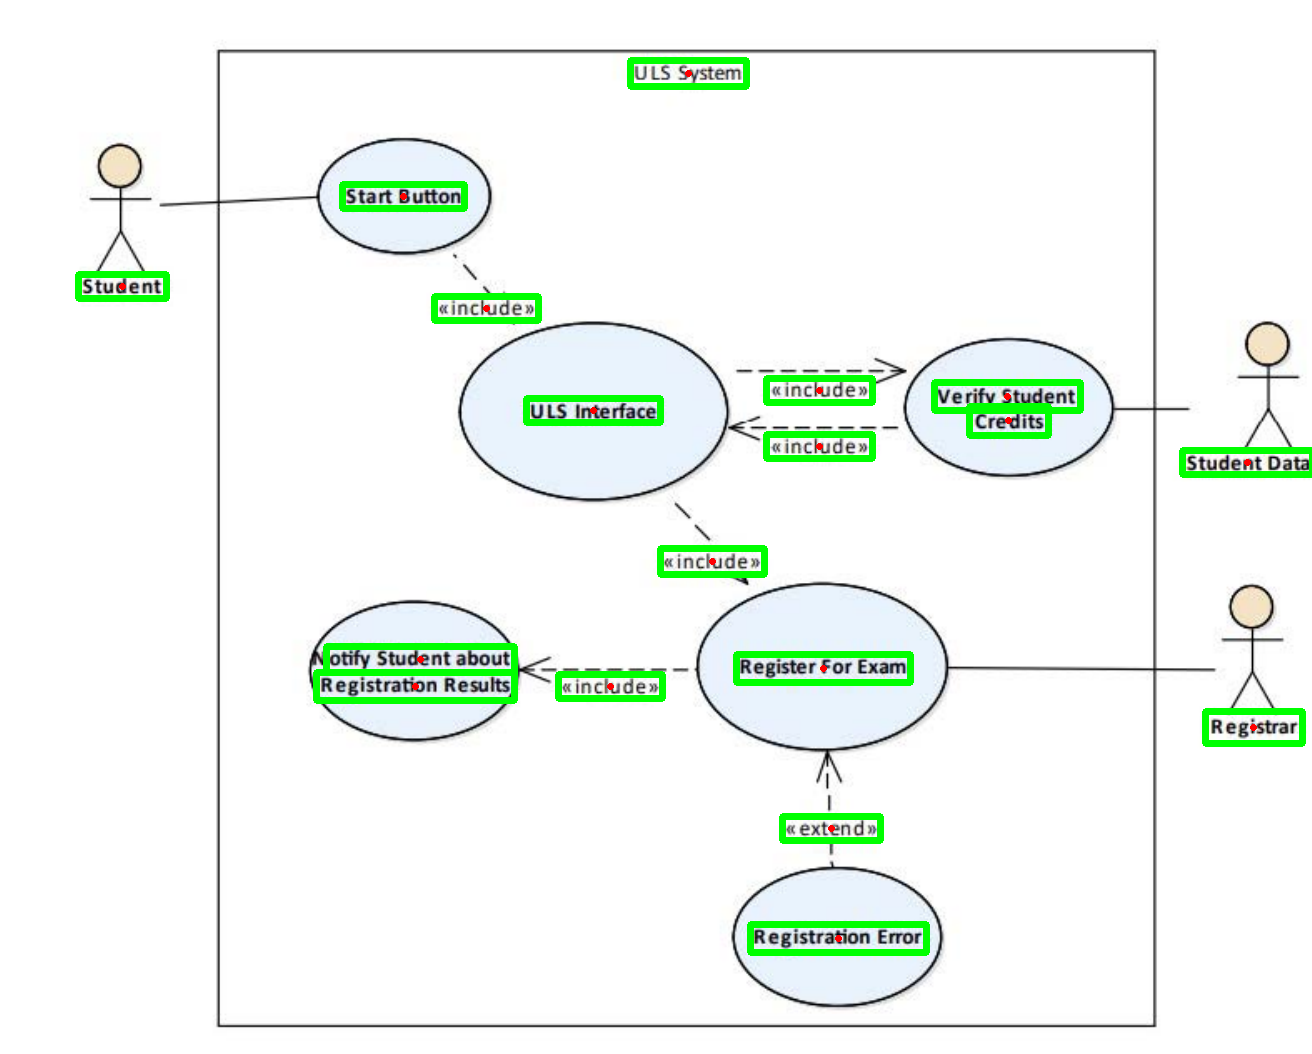 ULS System
Start Button
Student
«include»
ULS Interface
«include»
«include»
Verify Student
Credits
Student Data
«include»
Notify Student about
Registration Results
«include»
Register For Exam
Registrar
«extend»
Registration Error